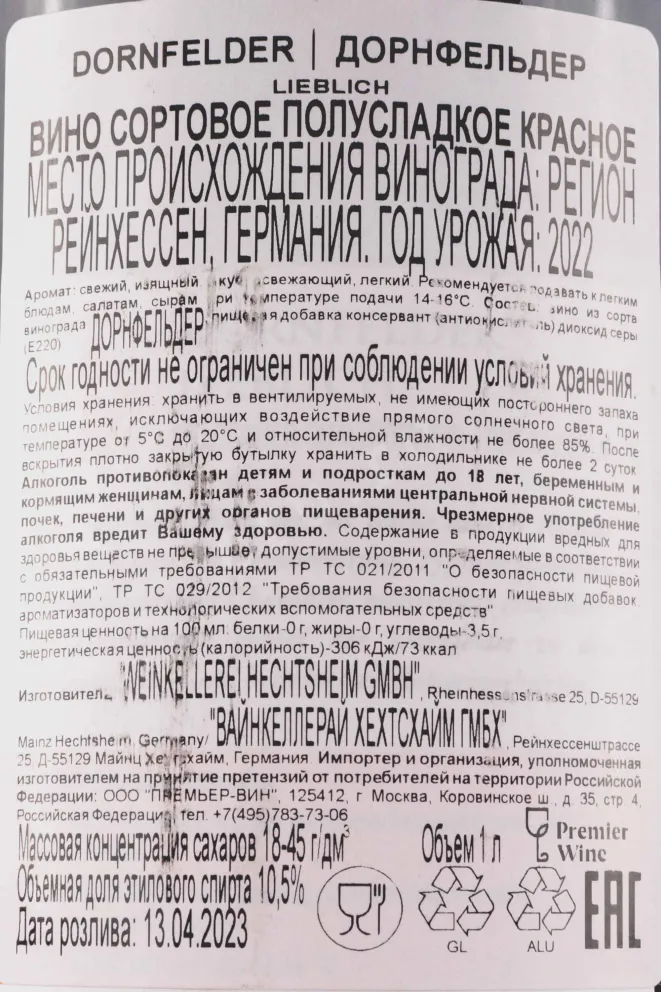 DORNFELDER | ДОРНФЕЛЬДЕР
LIEBLICH
ВИНО СОРТОВОЕ ПОЛУСЛАДКОЕ КРАСНОЕ
МЕСТО ПРОИСХОЖДЕНИЯ ВИНОГРАДА: РЕГИОН
РЕЙНХЕССЕН, ГЕРМАНИЯ. ГОД УРОЖАЯ: 2022
Аромат: свежий, изящный. освежающий, легкий. Рекомендуется подавать к легким
блюдам, салатам, сырам при температуре подачи 14-16°С. Состав: вино из сорта
винограда ДОРНФЕЛЬДЕР, пищевая добавка консервант (антиокислитель) диоксид серы
(Е220)
Срок годности не ограничен при соблюдении условий хранения.
Условия хранения: хранить в вентилируемых, не имеющих постороннего запаха
помещениях, исключающих воздействие прямого солнечного света, при
температуре от 5°С до 20°С и относительной влажности не более 85%. После
вскрытия плотно закрытую бутылку хранить в холодильнике не более 2 суток
Алкоголь противопоказан детям и подросткам до 18 лет, беременным и
кормящим женщинам, лицам с заболеваниями центральной нервной системы,
почек, печени и других органов пищеварения. Чрезмерное употребление
алкоголя вредит Вашему здоровью. Содержание в продукции вредных для
здоровья веществ не превышает допустимые уровни, определяемые в соответствии
с обязательными требованиями ТР ТС 021/2011 "О безопасности пищевой
продукции", ТР ТС 029/2012 "Требования безопасности пищевых добавок,
ароматизаторов и технологических вспомогательных средств"
Пищевая ценность на 100 мл: белки-0 г, жиры-0 г, углеводы-3,5 г,
энергетическая ценность (калорийность)-306 кДж/73 ккал
Изготовитель: "WEINKELLEREI HECHTSHEIM GMBH", Rheinhessenstrasse 25, D-55129
Mainz Hechtsheim, Germany/ "ВАЙНКЕЛЛЕРАЙ ХЕХТСХАЙМ ГМБХ", Рейнхессенштрассе
25, Д-55129 Майнц Хехтсхайм, Германия. Импортер и организация, уполномоченная
изготовителем на принятие претензий от потребителей на территории Российской
Федерации: ООО "ПРЕМЬЕР-ВИН", 125412, г Москва, Коровинское ш., д. 35, стр. 4,
Российская Федерация, тел. +7(495)783-73-06
Массовая концентрация сахаров 18-45 г/дм³ Объем 1 л
Premier
Wine
Объемная доля этилового спирта 10,5%
Дата розлива: 13.04.2023
GL ALU EAC